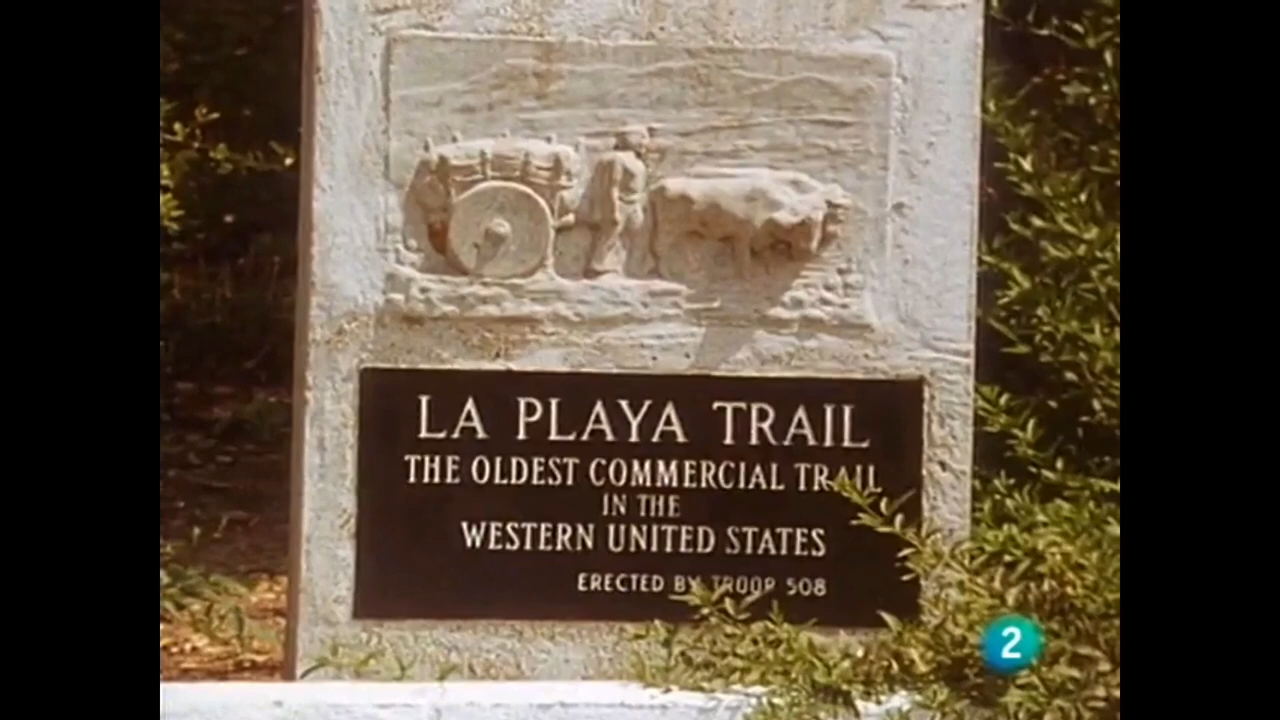 LA PLAYA TRAIL
THE OLDEST COMMERCIAL TRAIL
IN THE
WESTERN UNITED STATES
ERECTED BY TROOP 508
2